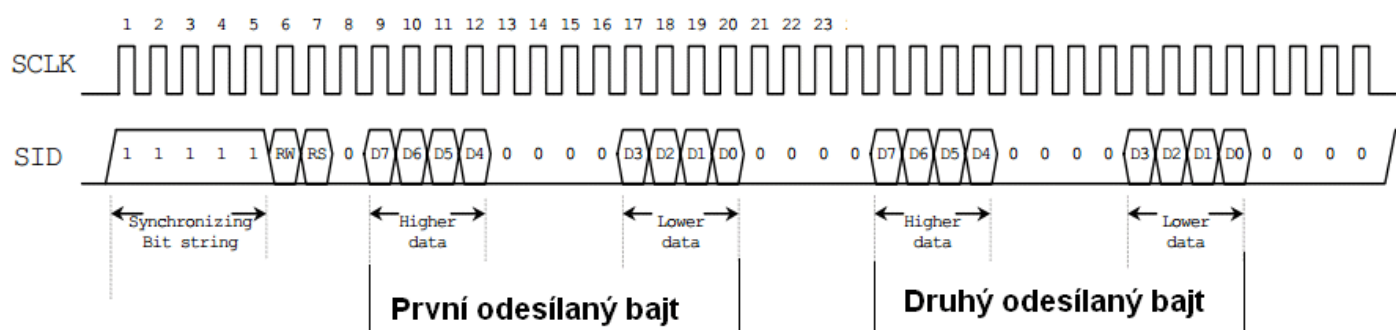 1 2 3 4 5 6 7 8 9 10 11 12 13 14 15 16 17 18 19 20 21 22 23
SCLK
SID 1 1 1 1 1 RW RS 0 D7 D6 D5 D4 0 0 0 0 D3 D2 D1 D0 0 0 0 0 D7 D6 D5 D4 0 0 0 0 D3 D2 D1 D0 0 0 0 0
Synchronizing Higher Lower Higher Lower
Bit string data data data data
První odesílaný bajt Druhý odesílaný bajt